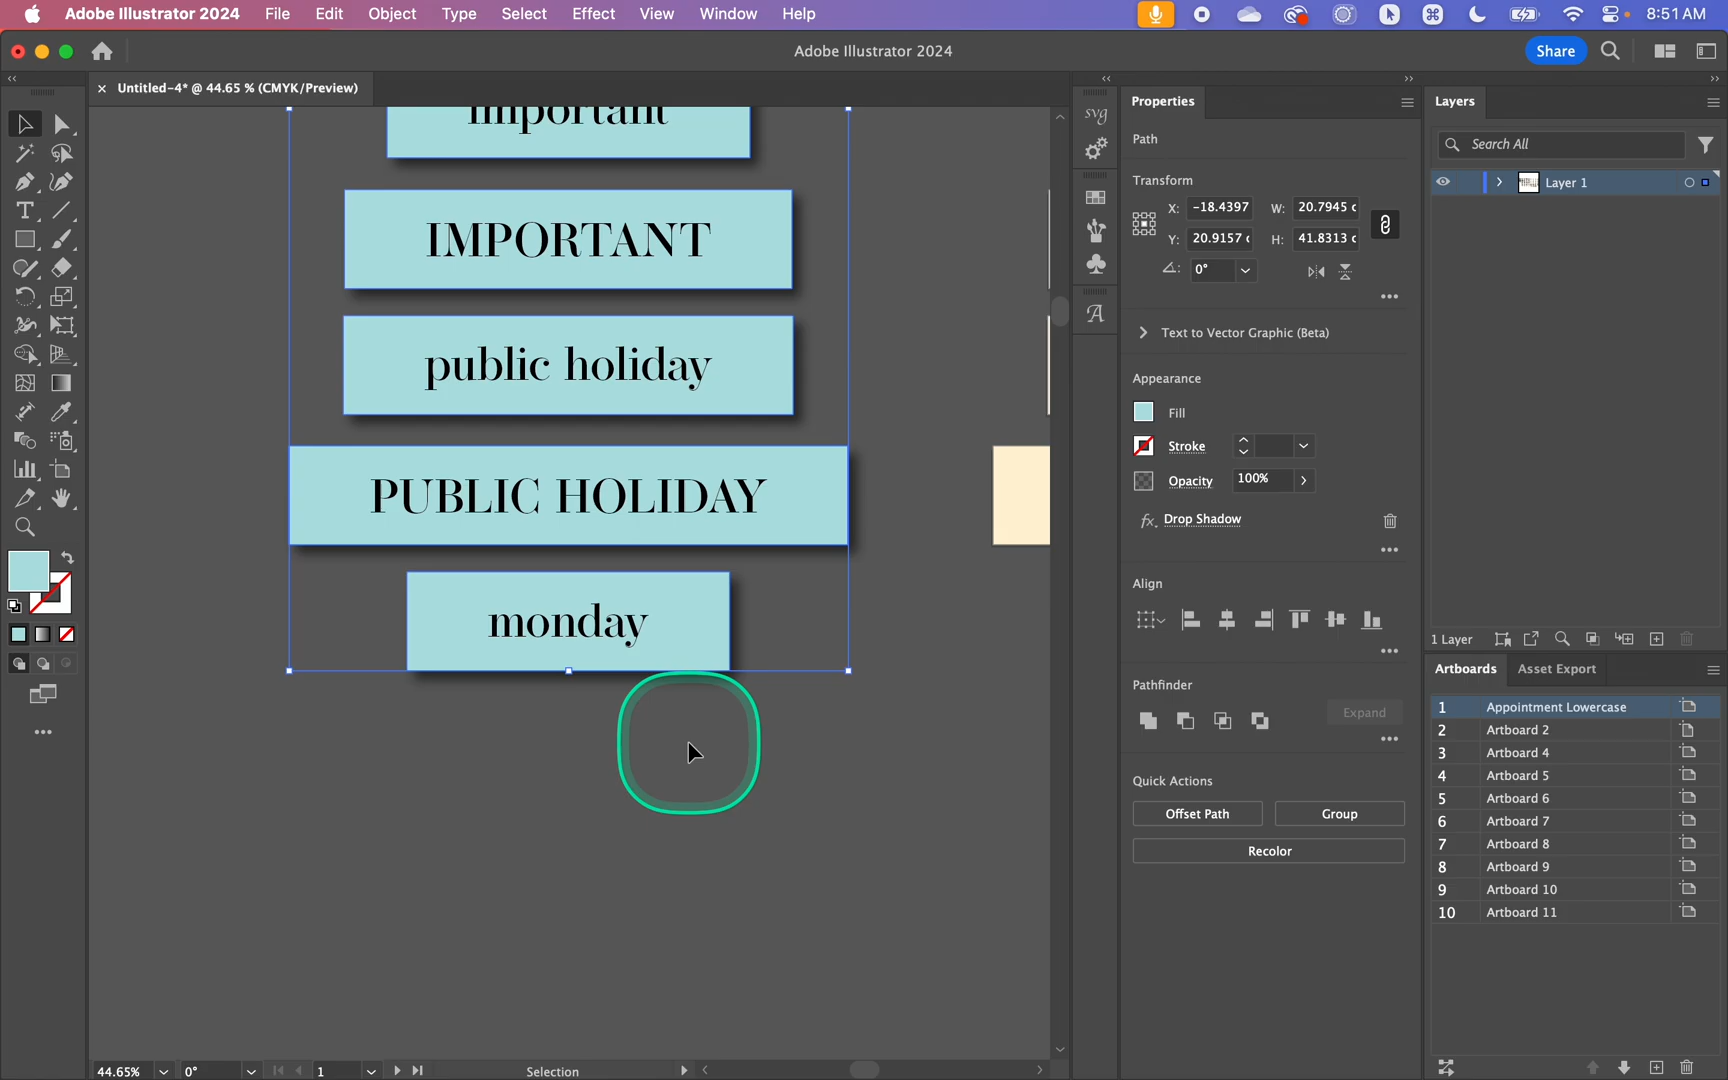 Adobe Illustrator 2024 File Edit Object Type Select Effect View Window Help 8:51 AM
Adobe Illustrator 2024 Share
× Untitled-4* @ 44.65 % (CMYK/Preview)
important
IMPORTANT
public holiday
PUBLIC HOLIDAY
monday
44.65% 0° 1 Selection
svg
Properties
Path
Transform
X: -18.4397 W: 20.7945 c
Y: 20.9157 c H: 41.8313 c
0°
Text to Vector Graphic (Beta)
Appearance
Fill
Stroke
Opacity 100%
fx. Drop Shadow
Align
Pathfinder
Expand
Quick Actions
Offset Path Group
Recolor
Layers
Search All
Layer 1
1 Layer
Artboards Asset Export
1 Appointment Lowercase
2 Artboard 2
3 Artboard 4
4 Artboard 5
5 Artboard 6
6 Artboard 7
7 Artboard 8
8 Artboard 9
9 Artboard 10
10 Artboard 11